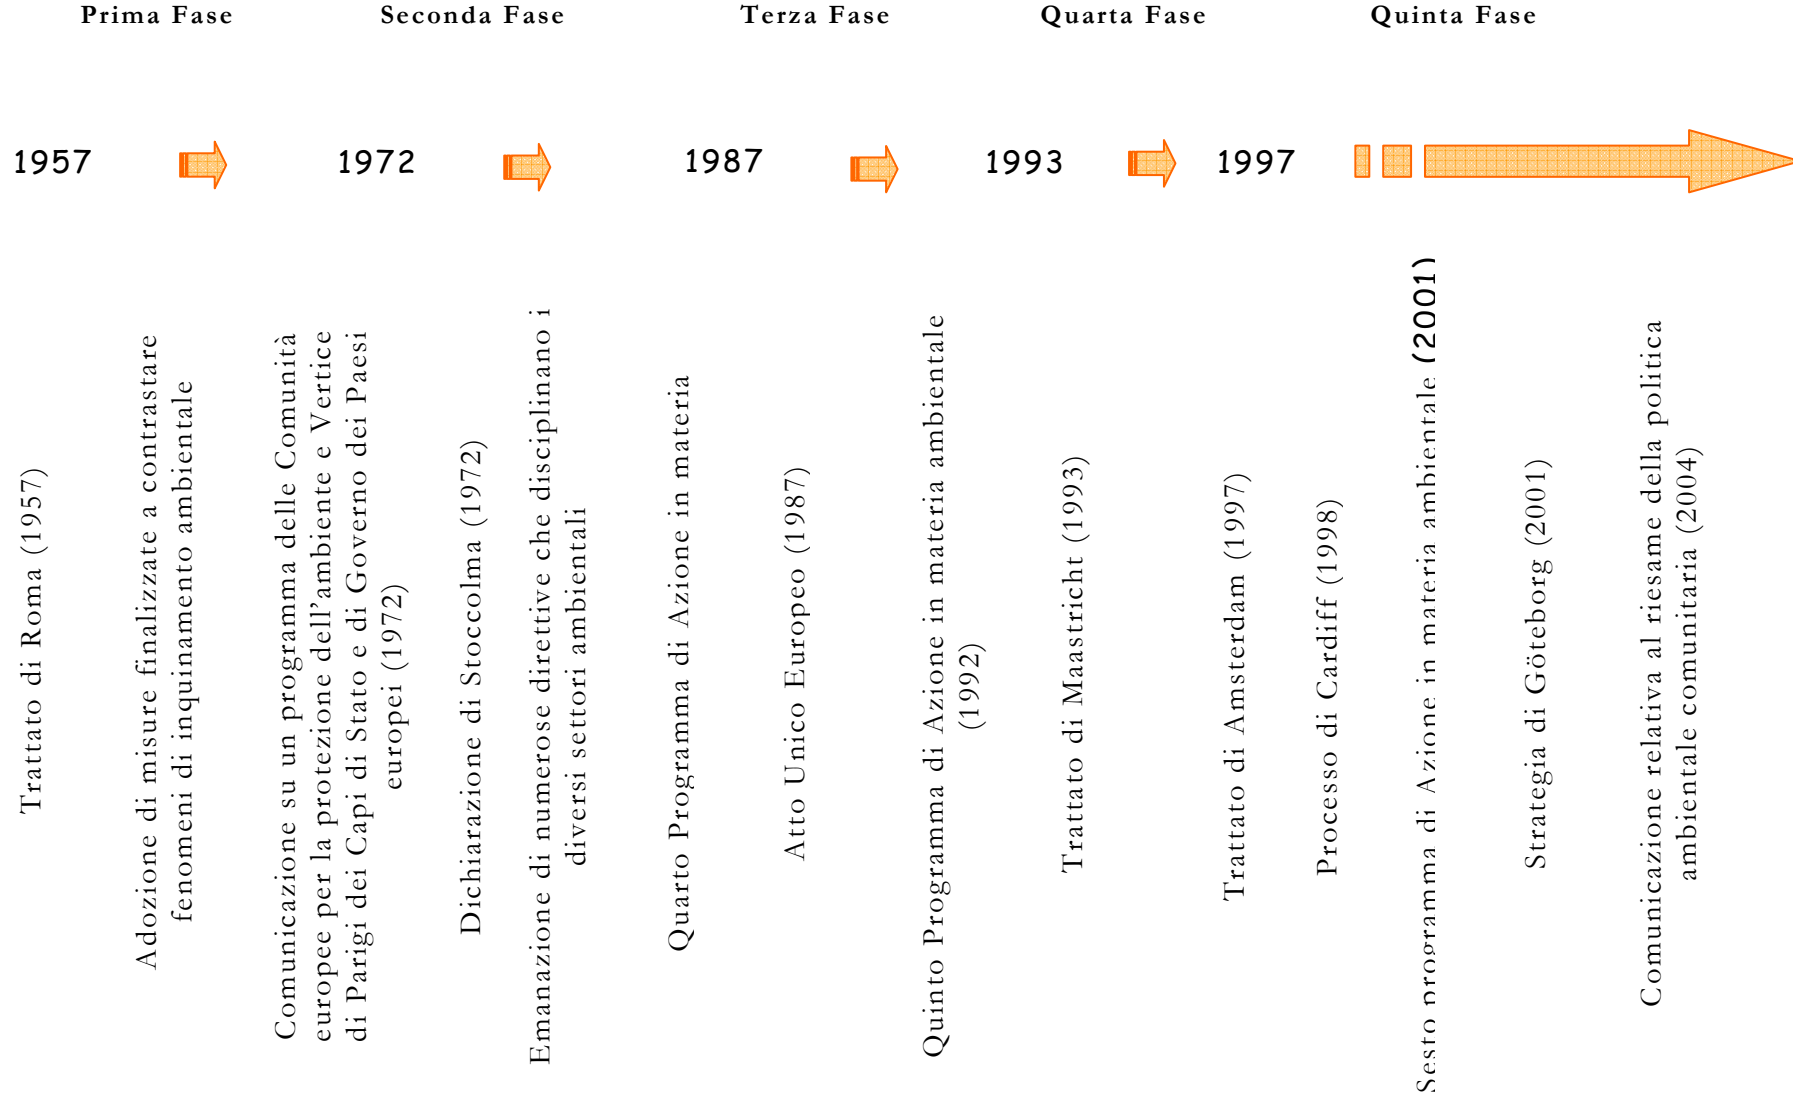 Prima Fase
Seconda Fase
Terza Fase
Quarta Fase
Quinta Fase
1957
1972
1987
1993
1997
Trattato di Roma (1957)
Adozione di misure finalizzate a contrastare
fenomeni di inquinamento ambientale
Comunicazione su un programma delle Comunità
europee per la protezione dell'ambiente e Vertice
di Parigi dei Capi di Stato e di Governo dei Paesi
europei (1972)
Dichiarazione di Stoccolma (1972)
Emanazione di numerose direttive che disciplinano i
diversi settori ambientali
Quarto Programma di Azione in materia
Atto Unico Europeo (1987)
Quinto Programma di Azione in materia ambientale
(1992)
Trattato di Maastricht (1993)
Trattato di Amsterdam (1997)
Processo di Cardiff (1998)
Sesto programma di Azione in materia ambientale (2001)
Strategia di Göteborg (2001)
Comunicazione relativa al riesame della politica
ambientale comunitaria (2004)